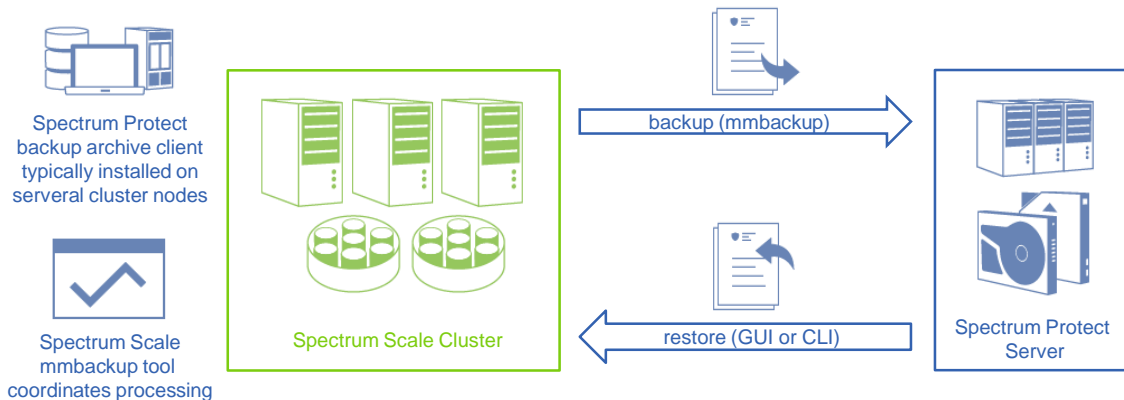 Spectrum Protect
backup archive client
typically installed on
serveral cluster nodes
Spectrum Scale
mmbackup tool
coordinates processing
Spectrum Scale Cluster
backup (mmbackup)
restore (GUI or CLI)
Spectrum Protect
Server